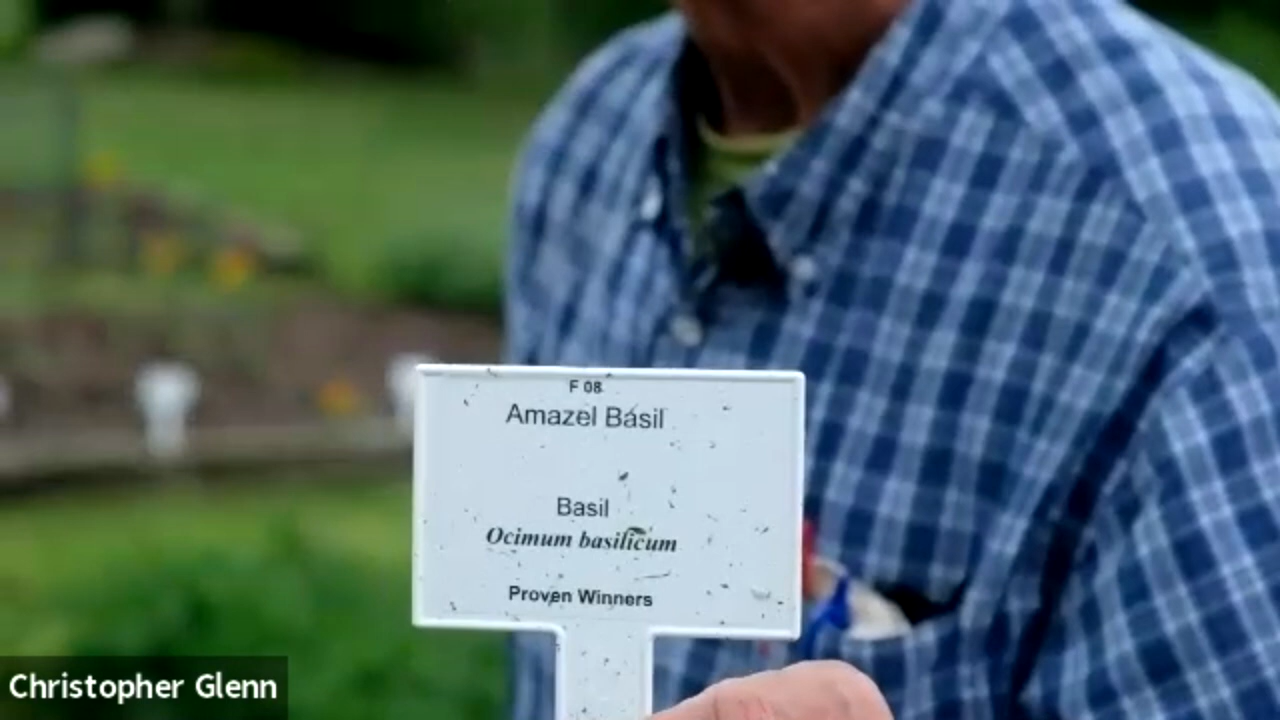 F 08
Amazel Basil
Basil
Ocimum basilicum
Proven Winners
Christopher Glenn